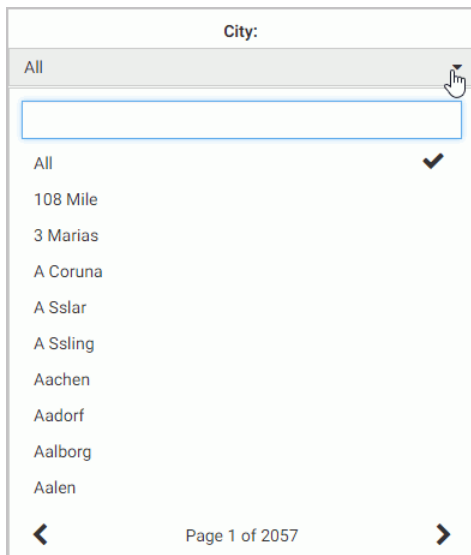 City:
All
All
108 Mile
3 Marias
A Coruna
A Sslar
A Ssling
Aachen
Aadorf
Aalborg
Aalen
Page 1 of 2057